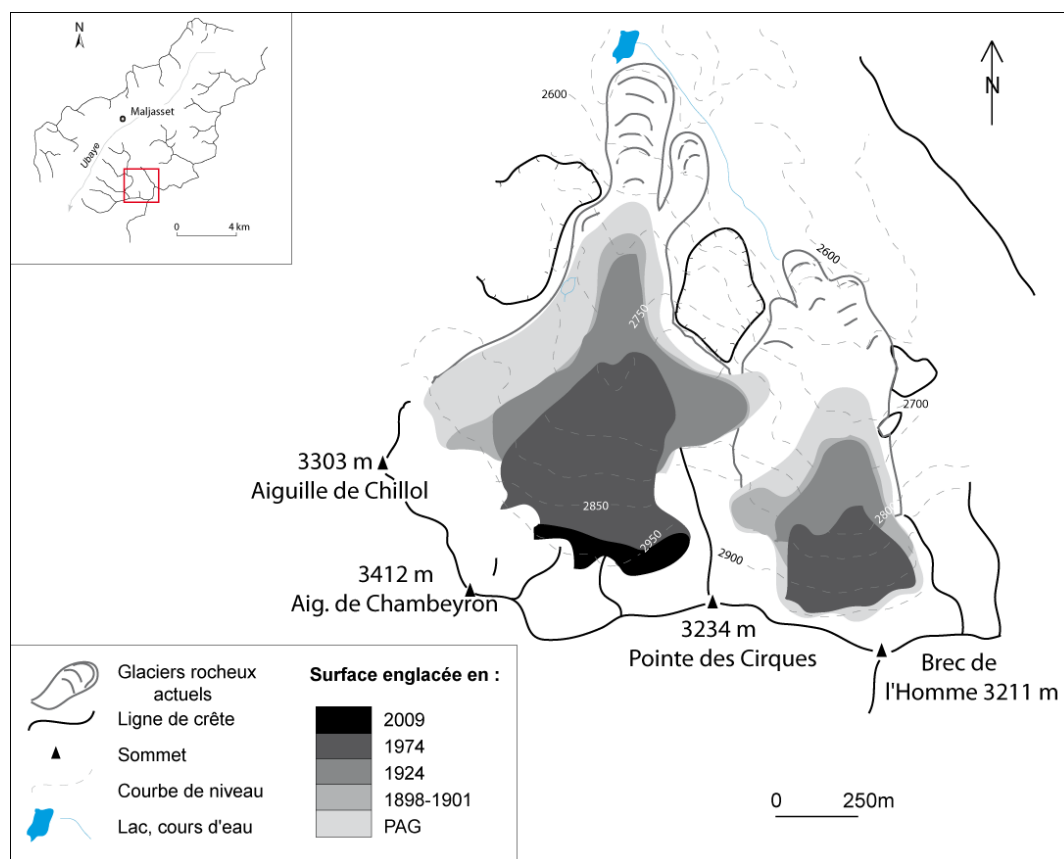 N
Maljasset
Ubaye
0 4 km
N
2600
2600
2750
2700
3303 m
Aiguille de Chillol
2850
2800
2950
2900
3412 m
Aig. de Chambeyron
3234 m
Pointe des Cirques
Brec de
l'Homme 3211 m
Glaciers rocheux
actuels
Ligne de crête
Sommet
Courbe de niveau
Lac, cours d'eau
Surface englacée en :
2009
1974
1924
1898-1901
PAG
0 250m